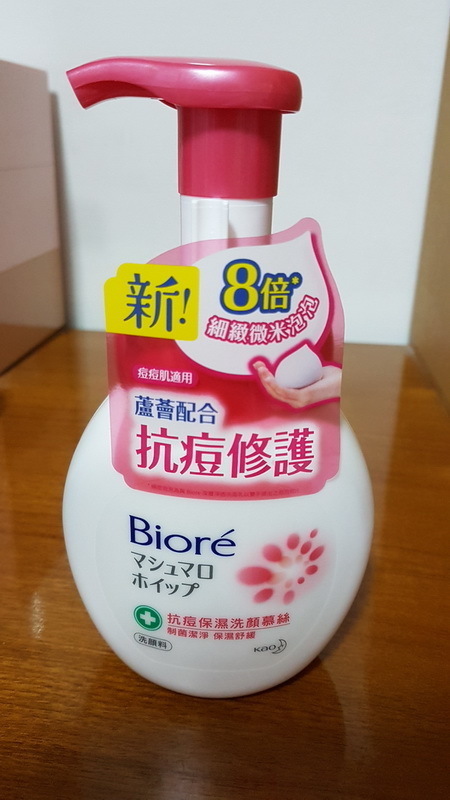 新!
8倍*
細緻微米泡泡
痘痘肌適用
蘆薈配合
抗痘修護
Bioré
マシュマロ
ホイップ
抗痘保濕洗顏慕絲
制菌潔淨 保濕舒緩
洗顏料
Kao